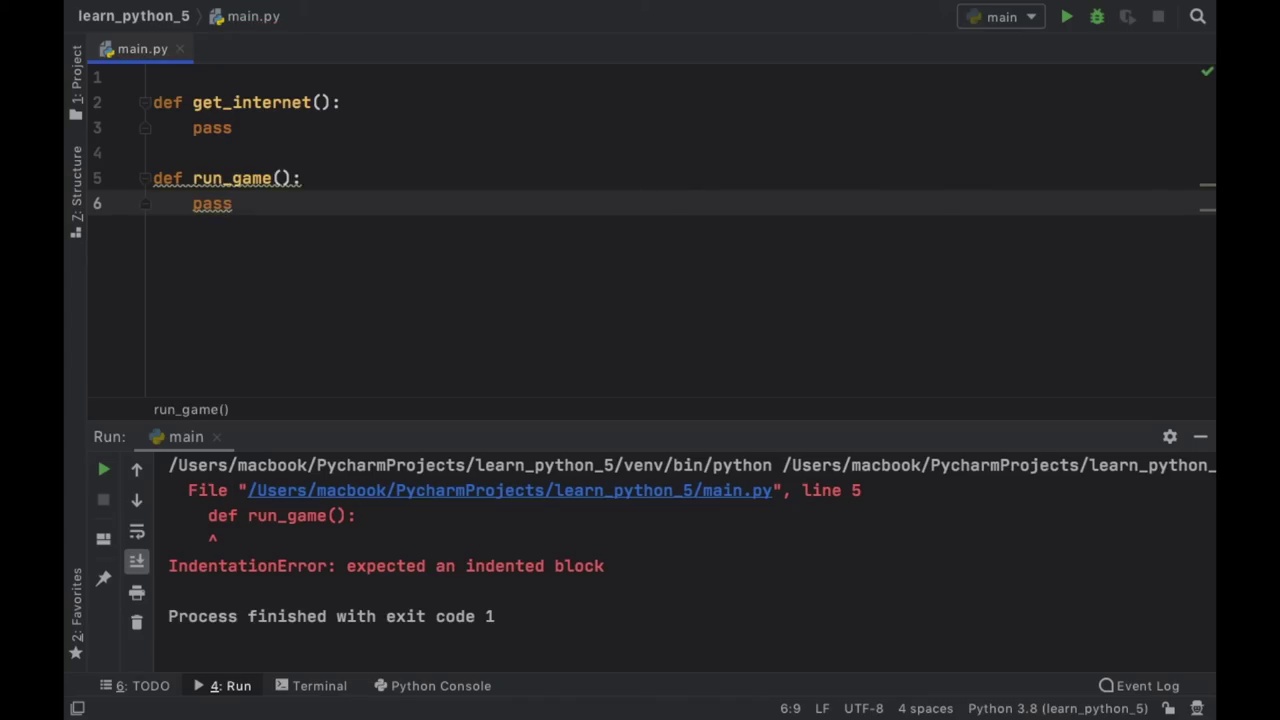 learn_python_5 main.py main
main.py
1: Project
7: Structure
2: Favorites
1
2 def get_internet():
3 pass
4
5 def run_game():
6 pass
run_game()
Run: main
/Users/macbook/PycharmProjects/learn_python_5/venv/bin/python /Users/macbook/PycharmProjects/learn_python_
File "/Users/macbook/PycharmProjects/learn_python_5/main.py", line 5
def run_game():
^
IndentationError: expected an indented block
Process finished with exit code 1
6: TODO 4: Run Terminal Python Console Event Log
6:9 LF UTF-8 4 spaces Python 3.8 (learn_python_5)